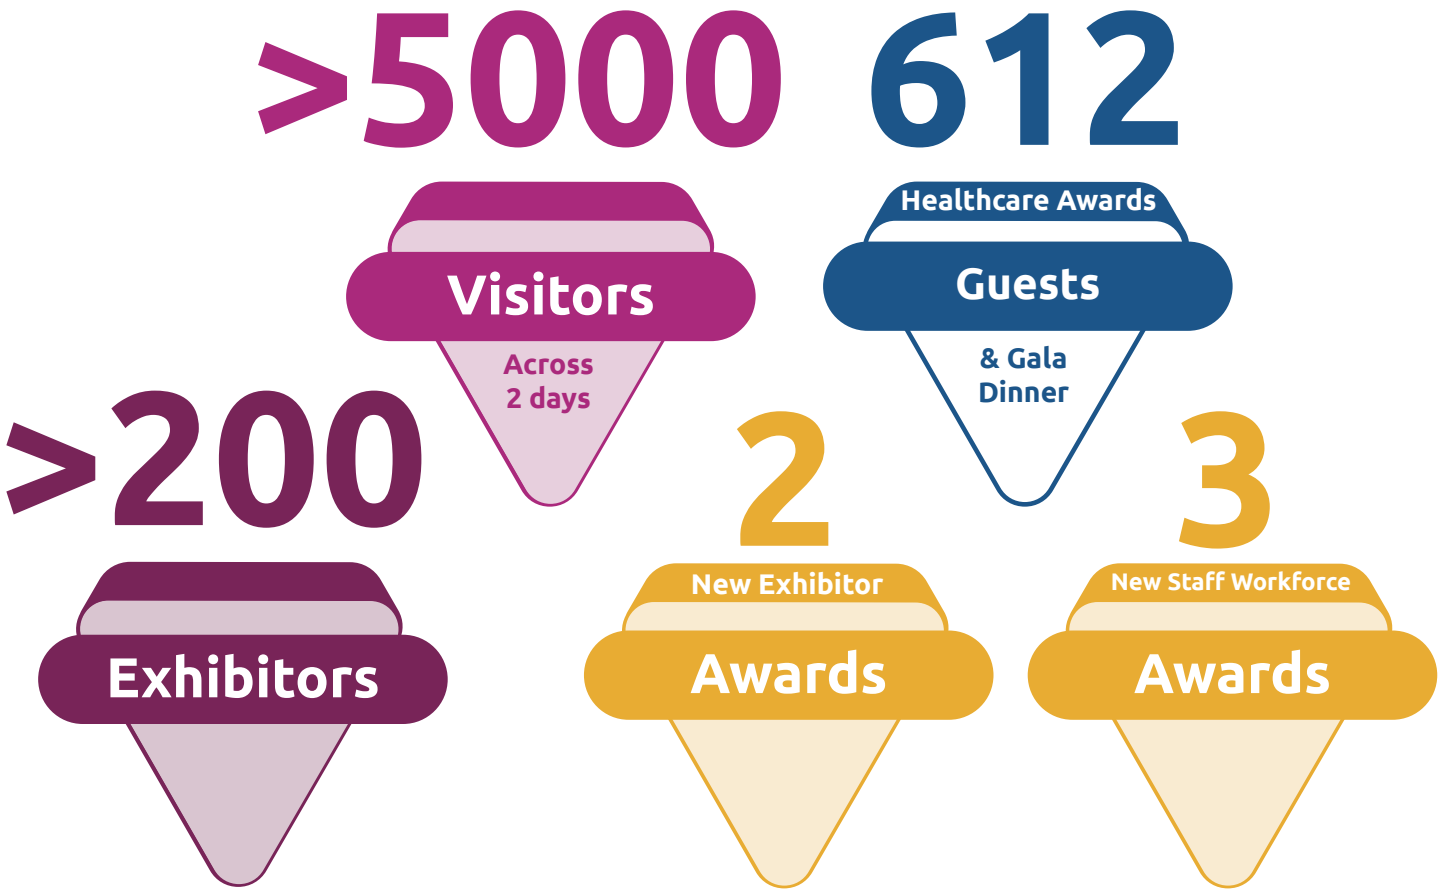 >5000
Visitors
Across
2 days
612
Healthcare Awards
Guests
& Gala
Dinner
>200
Exhibitors
2
New Exhibitor
Awards
3
New Staff Workforce
Awards